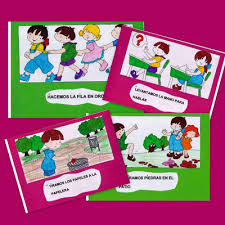 HACEMOS LA FILA EN ORD
?
LEVANTAMOS LA MANO PARA
HABLAR
TIRAMOS LOS PAPELES A LA
PAPELERA
IRAMOS PIEDRAS EN EL
PATIO